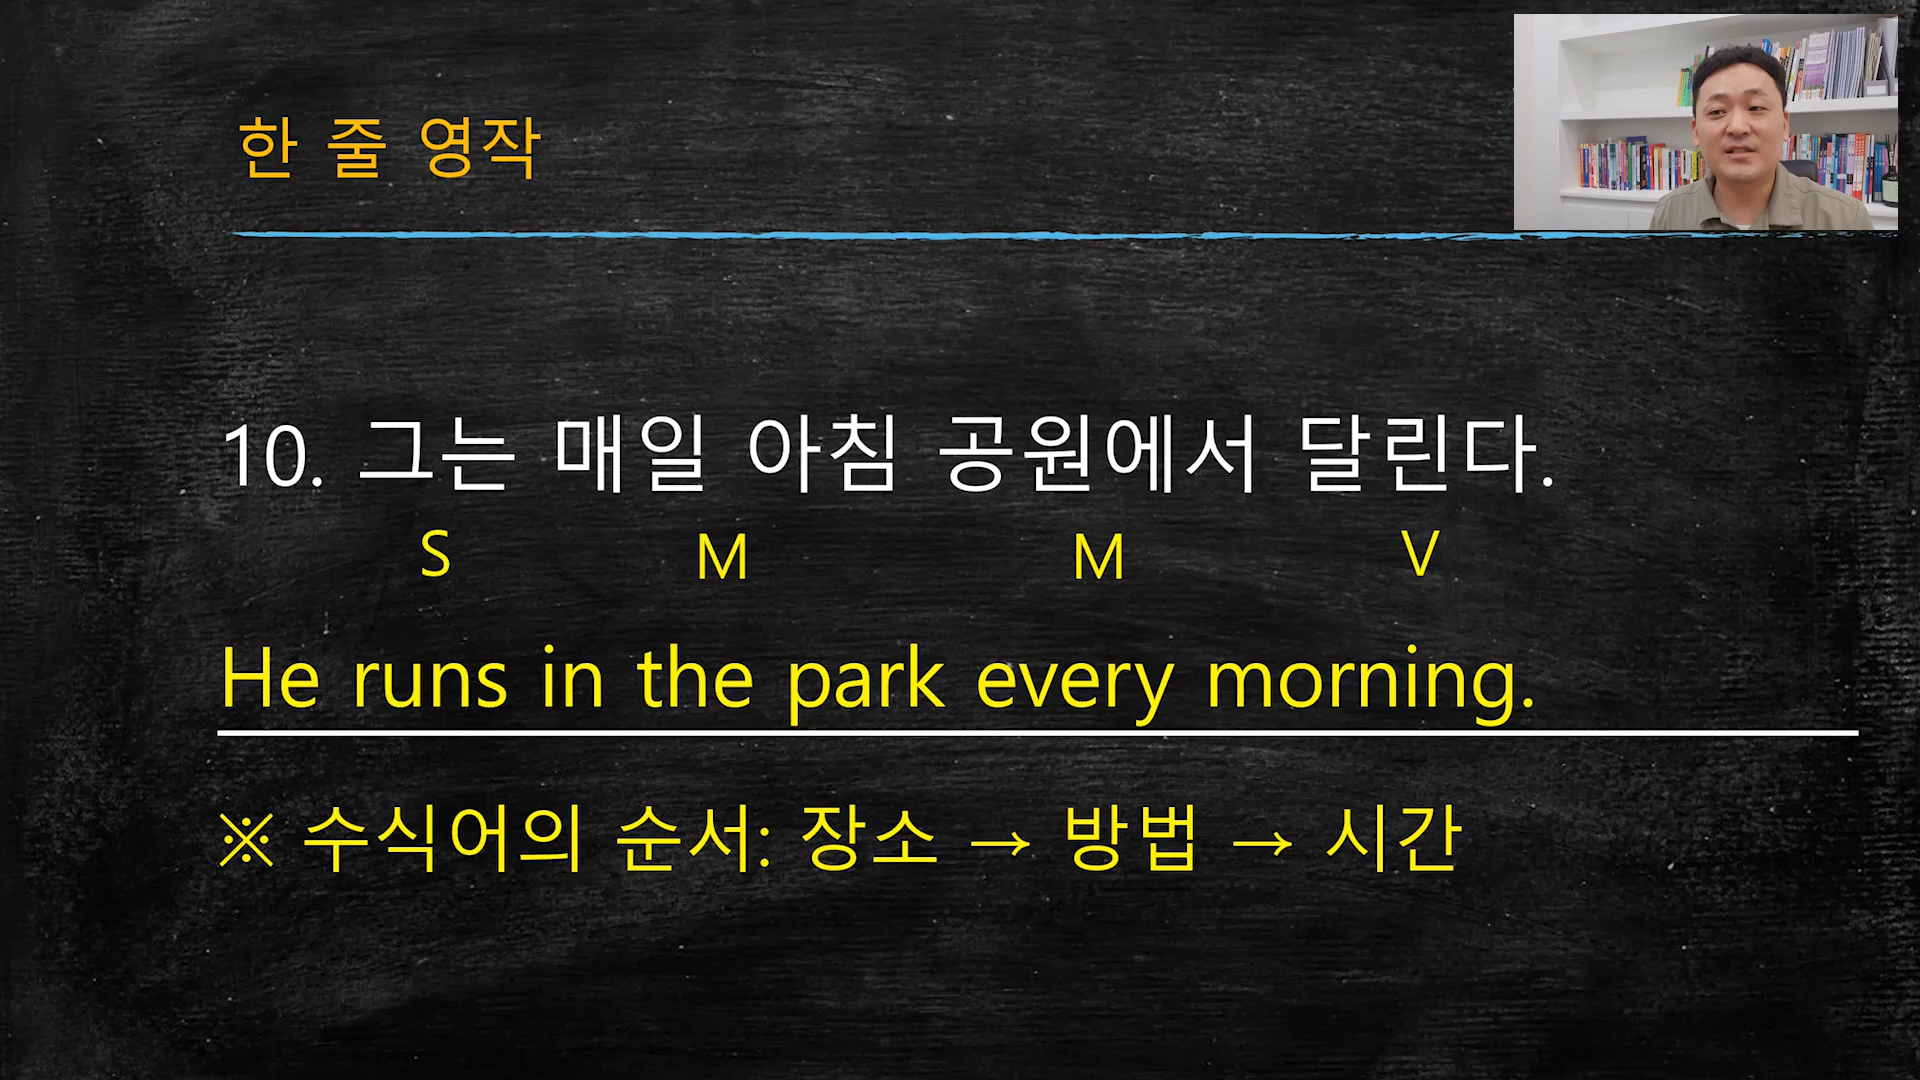 한 줄 영작
10. 그는 매일 아침 공원에서 달린다.
S M M V
He runs in the park every morning.
※ 수식어의 순서: 장소 → 방법 → 시간